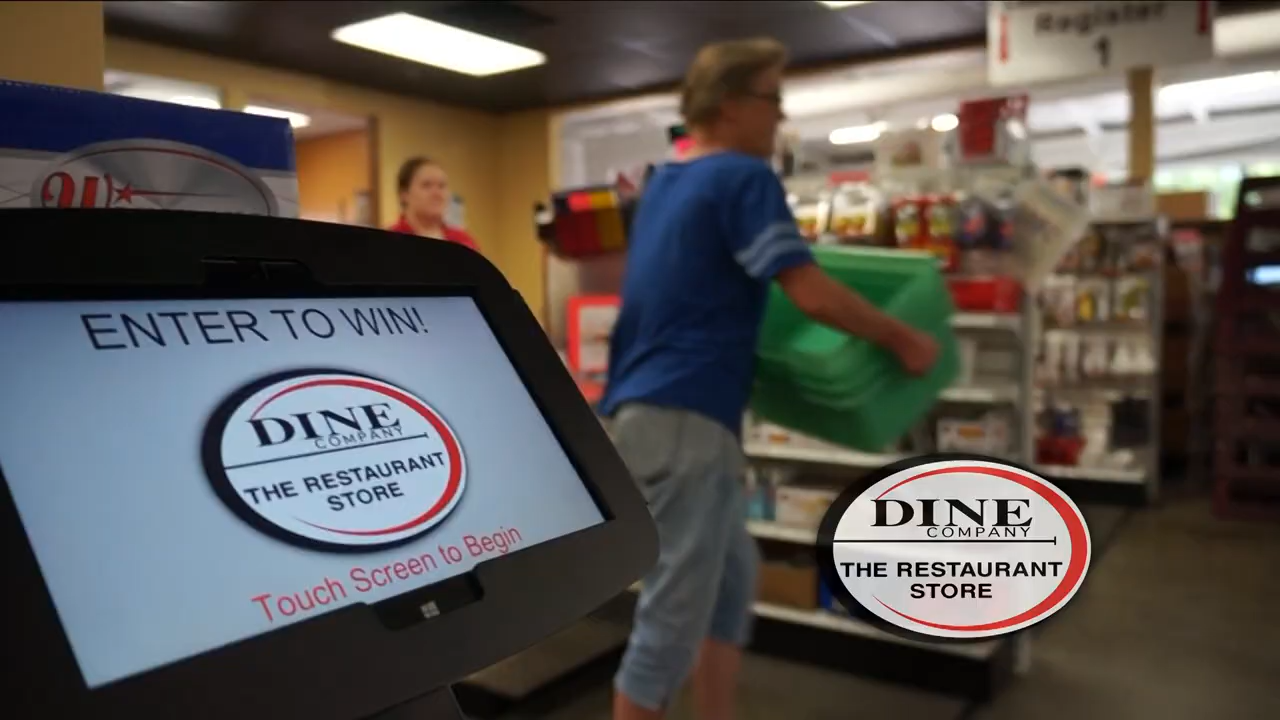 Register
1
ENTER TO WIN!
DINE
COMPANY
THE RESTAURANT
STORE
Touch Screen to Begin
DINE
COMPANY
THE RESTAURANT
STORE